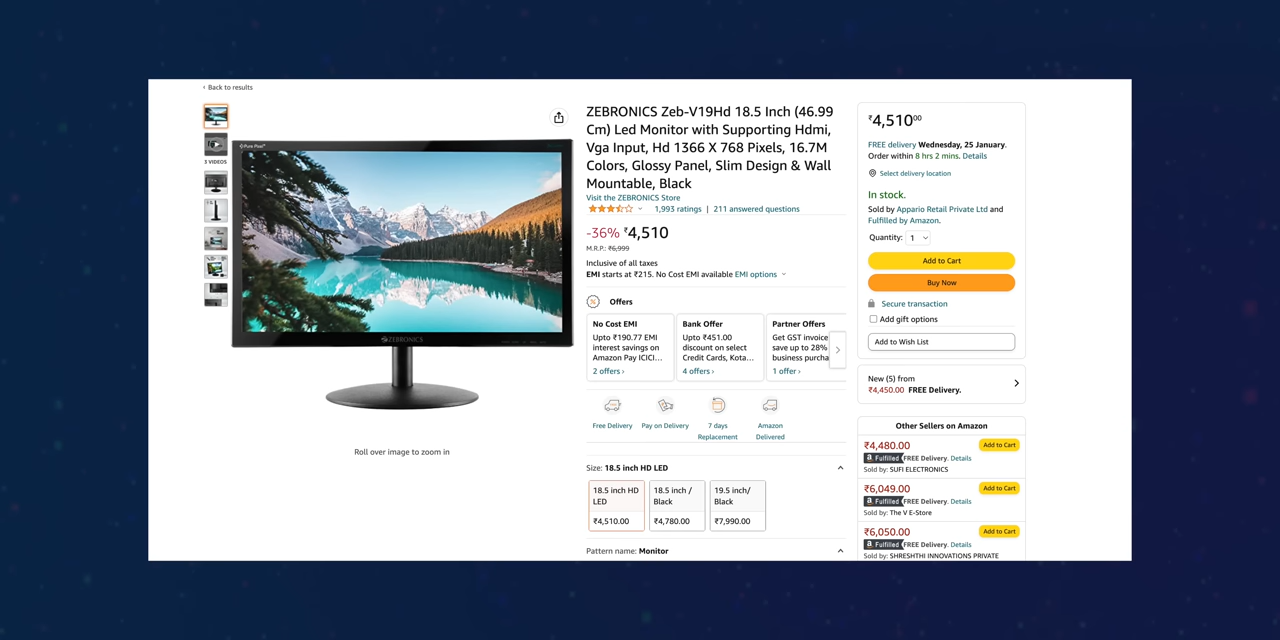 ‹ Back to results
3 VIDEOS
Pure Pixel
ZEBRONICS
Roll over image to zoom in
ZEBRONICS Zeb-V19Hd 18.5 Inch (46.99
Cm) Led Monitor with Supporting Hdmi,
Vga Input, Hd 1366 X 768 Pixels, 16.7M
Colors, Glossy Panel, Slim Design & Wall
Mountable, Black
Visit the ZEBRONICS Store
1,993 ratings | 211 answered questions
-36% ₹4,510
M.R.P.: ₹6,999
Inclusive of all taxes
EMI starts at ₹215. No Cost EMI available EMI options
Offers
No Cost EMI
Upto ₹190.77 EMI
interest savings on
Amazon Pay ICICI…
2 offers ›
Bank Offer
Upto ₹451.00
discount on select
Credit Cards, Kota…
4 offers ›
Partner Offers
Get GST invoice
save up to 28%
business purcha
1 offer ›
Free Delivery
Pay on Delivery
7 days
Replacement
Amazon
Delivered
Size: 18.5 inch HD LED
18.5 inch HD
LED
₹4,510.00
18.5 inch /
Black
₹4,780.00
19.5 inch/
Black
₹7,990.00
Pattern name: Monitor
₹4,51000
FREE delivery Wednesday, 25 January.
Order within 8 hrs 2 mins. Details
Select delivery location
In stock.
Sold by Appario Retail Private Ltd and
Fulfilled by Amazon.
Quantity: 1
Add to Cart
Buy Now
Secure transaction
Add gift options
Add to Wish List
New (5) from
₹4,450.00 FREE Delivery.
Other Sellers on Amazon
₹4,480.00
Add to Cart
a Fulfilled FREE Delivery. Details
Sold by: SUFI ELECTRONICS
₹6,049.00
Add to Cart
a Fulfilled FREE Delivery. Details
Sold by: The V E-Store
₹6,050.00
Add to Cart
a Fulfilled FREE Delivery. Details
Sold by: SHRESHTHI INNOVATIONS PRIVATE